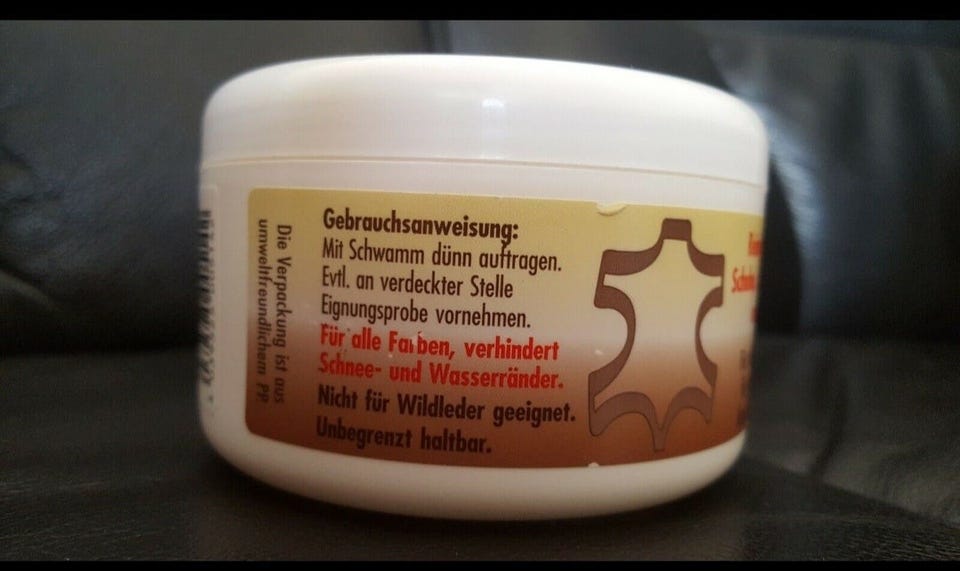 Die Verpackung ist aus
umweltfreundlichem PP.
Gebrauchsanweisung:
Mit Schwamm dünn auftragen.
Evtl. an verdeckter Stelle
Eignungsprobe vornehmen.
Für alle Farben, verhindert
Schnee- und Wasserränder.
Nicht für Wildleder geeignet.
Unbegrenzt haltbar.